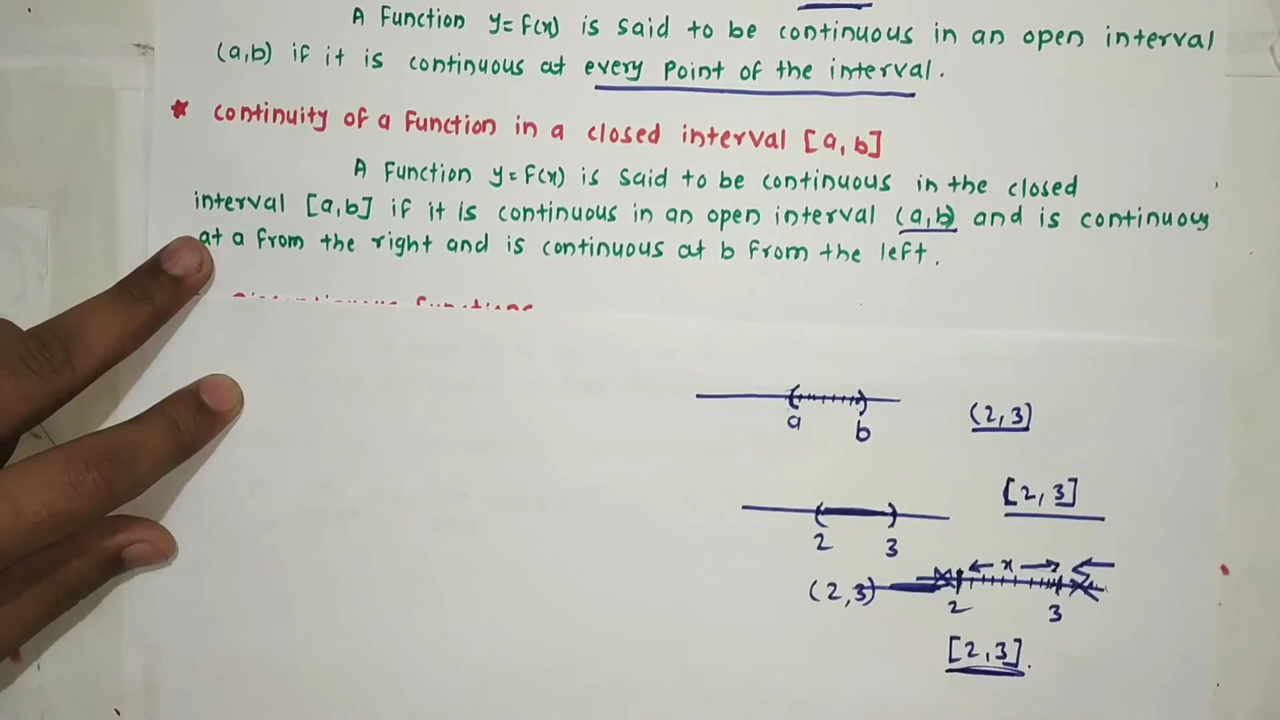 A Function y=f(x) is said to be continuous in an open interval
(a,b) if it is continuous at every point of the interval.
* continuity of a Function in a closed interval [a,b]
A Function y=f(x) is said to be continuous in the closed
interval [a,b] if it is continuous in an open interval (a,b) and is continuous
at a from the right and is continuous at b from the left.
a b (2,3)
[2,3]
2 3
x
(2,3) 2 3
[2,3].